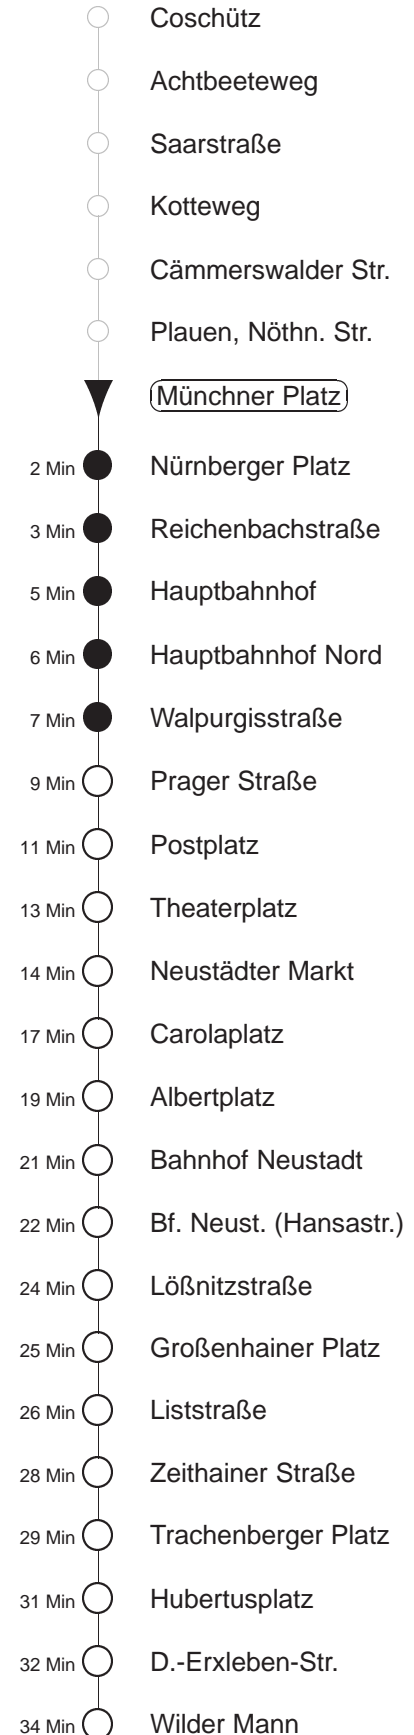 Coschütz
Achtbeeteweg
Saarstraße
Kotteweg
Cämmerswalder Str.
Plauen, Nöthn. Str.
Münchner Platz
2 Min Nürnberger Platz
3 Min Reichenbachstraße
5 Min Hauptbahnhof
6 Min Hauptbahnhof Nord
7 Min Walpurgisstraße
9 Min Prager Straße
11 Min Postplatz
13 Min Theaterplatz
14 Min Neustädter Markt
17 Min Carolaplatz
19 Min Albertplatz
21 Min Bahnhof Neustadt
22 Min Bf. Neust. (Hansastr.)
24 Min Lößnitzstraße
25 Min Großenhainer Platz
26 Min Liststraße
28 Min Zeithainer Straße
29 Min Trachenberger Platz
31 Min Hubertusplatz
32 Min D.-Erxleben-Str.
34 Min Wilder Mann